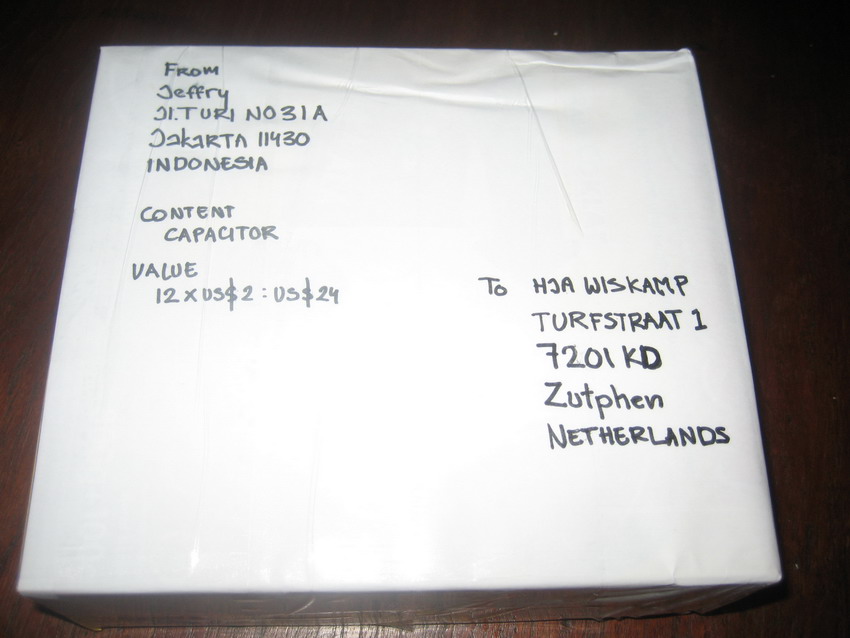 FROM
Jeffry
Jl. TURI NO 31A
JakARTA 11430
INDONESIA
CONTENT
CAPACITOR
VALUE
12 x US$ 2 : US$ 24
To HJA WISKAMP
TURFSTRAAT 1
7201 KD
Zutphen
NETHERLANDS